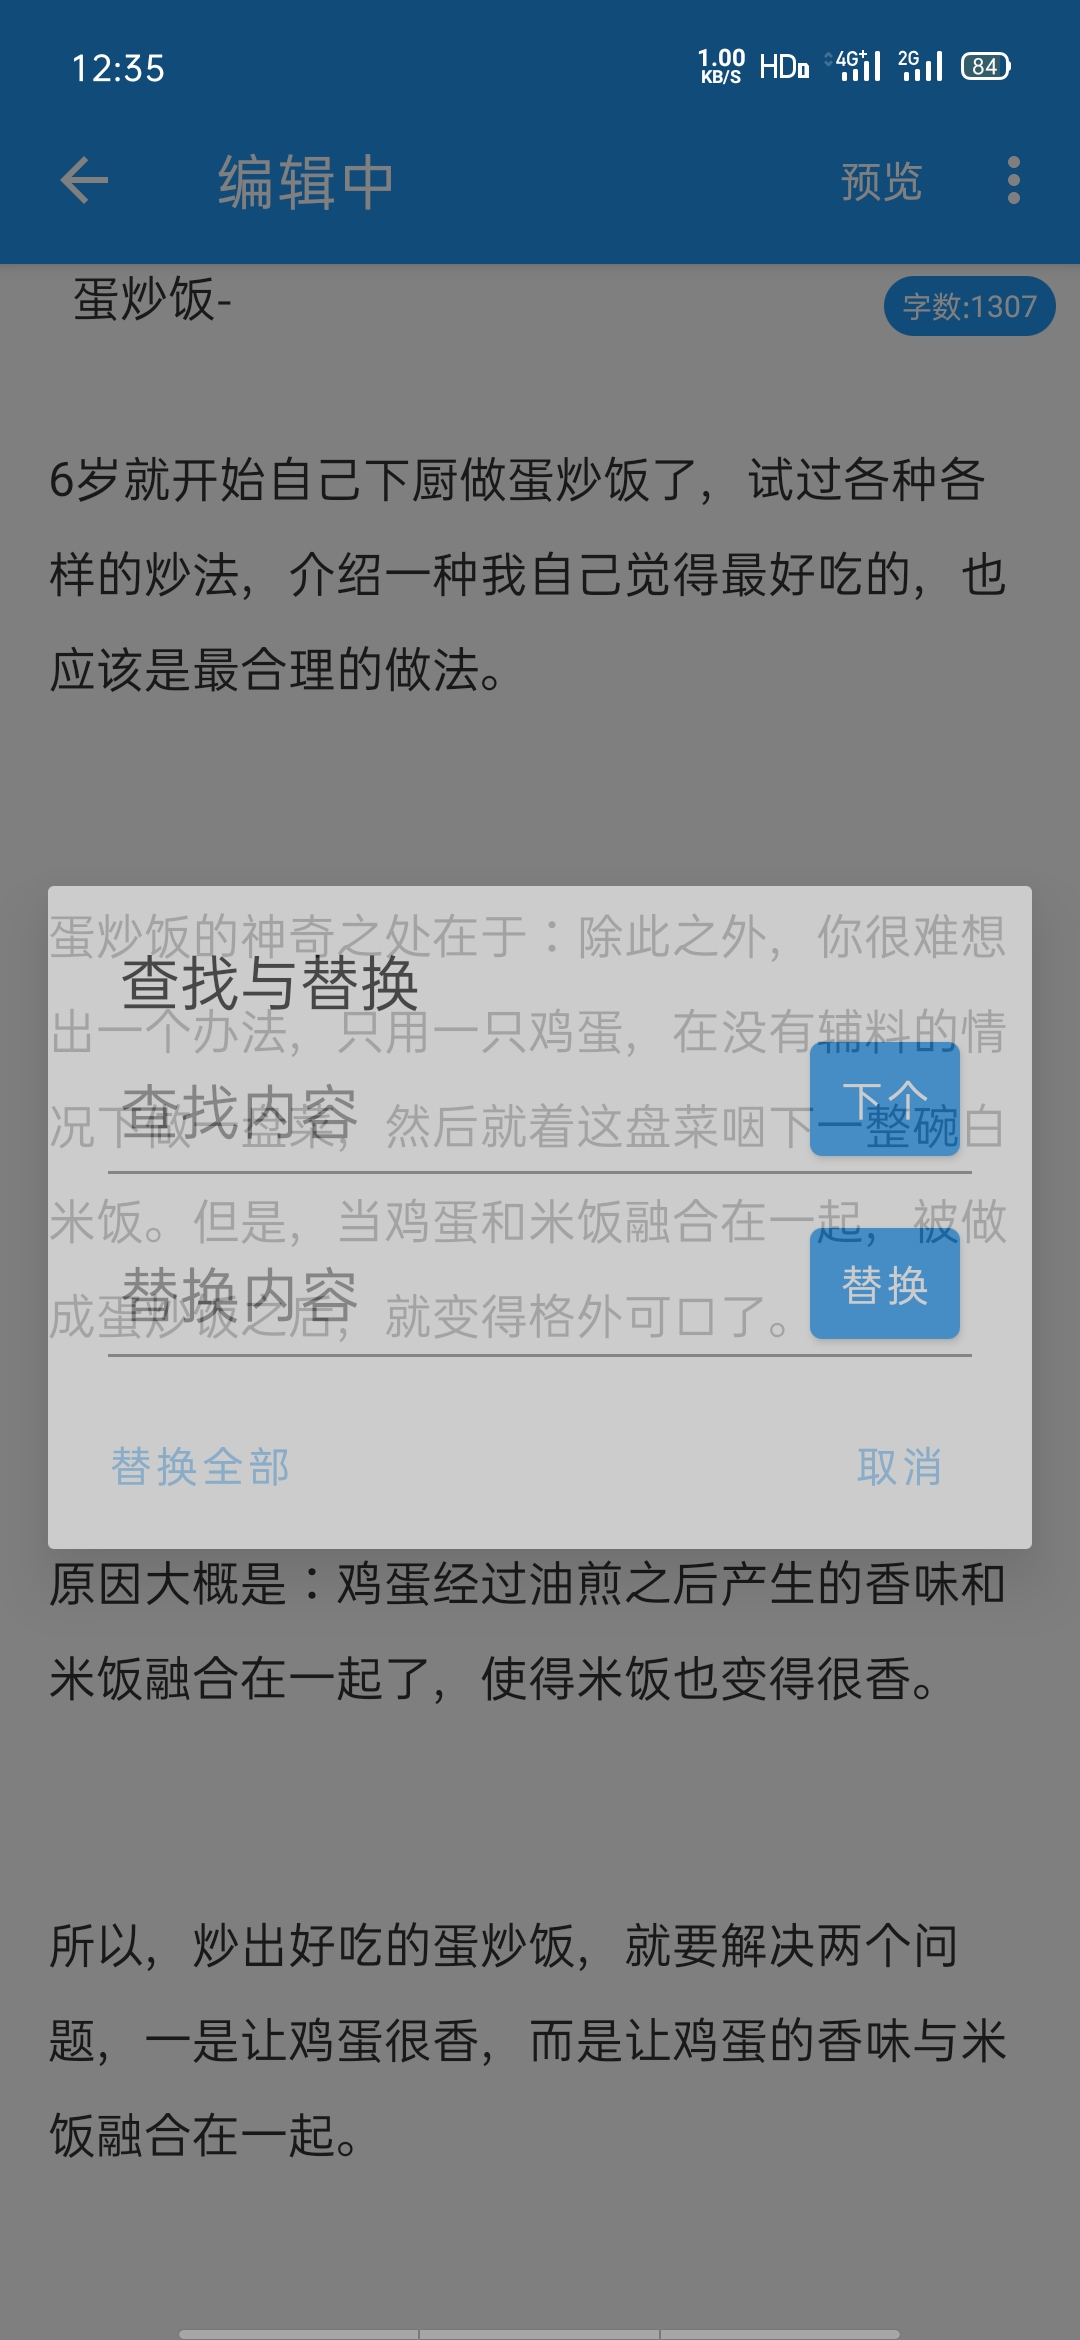 12:35
1.00 KB/S HD 4G+ 2G 84
编辑中 预览
蛋炒饭-
字数:1307
6岁就开始自己下厨做蛋炒饭了，试过各种各
样的炒法，介绍一种我自己觉得最好吃的，也
应该是最合理的做法。
蛋炒饭的神奇之处在于：除此之外，你很难想
查找与替换
出一个办法，只用一只鸡蛋，在没有辅料的情
查找内容 下个
况下做一盘菜，然后就着这盘菜咽下一整碗白
米饭。但是，当鸡蛋和米饭融合在一起，被做
替换内容 替换
成蛋炒饭之后，就变得格外可口了。
替换全部 取消
原因大概是：鸡蛋经过油煎之后产生的香味和
米饭融合在一起了，使得米饭也变得很香。
所以，炒出好吃的蛋炒饭，就要解决两个问
题，一是让鸡蛋很香，而是让鸡蛋的香味与米
饭融合在一起。